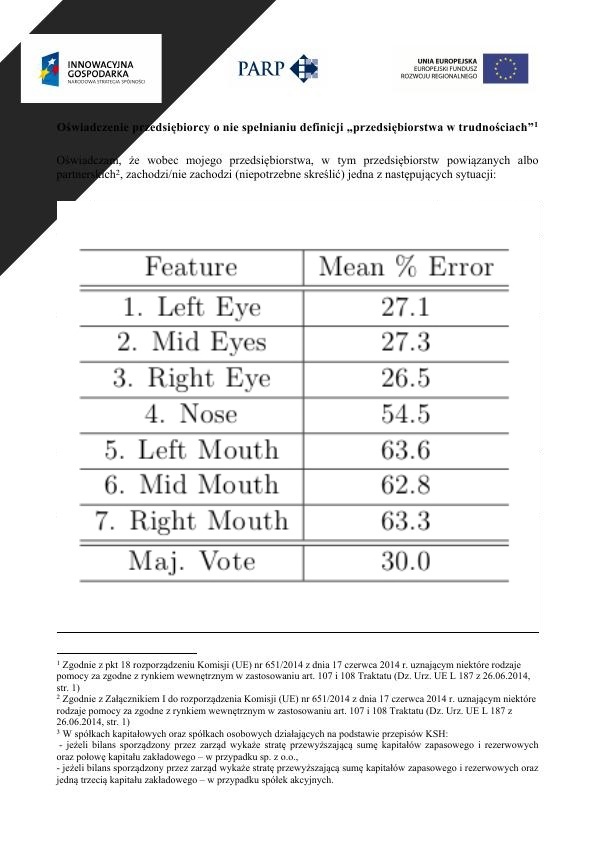 INNOWACYJNA
GOSPODARKA
NARODOWA STRATEGIA SPÓJNOŚCI
PARP
UNIA EUROPEJSKA
EUROPEJSKI FUNDUSZ
ROZWOJU REGIONALNEGO
Oświadczenie przedsiębiorcy o nie spełnianiu definicji „przedsiębiorstwa w trudnościach”¹
Oświadczam, że wobec mojego przedsiębiorstwa, w tym przedsiębiorstw powiązanych albo
partnerskich², zachodzi/nie zachodzi (niepotrzebne skreślić) jedna z następujących sytuacji:
Feature Mean % Error
1. Left Eye 27.1
2. Mid Eyes 27.3
3. Right Eye 26.5
4. Nose 54.5
5. Left Mouth 63.6
6. Mid Mouth 62.8
7. Right Mouth 63.3
Maj. Vote 30.0
¹ Zgodnie z pkt 18 rozporządzeniu Komisji (UE) nr 651/2014 z dnia 17 czerwca 2014 r. uznającym niektóre rodzaje
pomocy za zgodne z rynkiem wewnętrznym w zastosowaniu art. 107 i 108 Traktatu (Dz. Urz. UE L 187 z 26.06.2014,
str. 1)
² Zgodnie z Załącznikiem I do rozporządzenia Komisji (UE) nr 651/2014 z dnia 17 czerwca 2014 r. uznającym niektóre
rodzaje pomocy za zgodne z rynkiem wewnętrznym w zastosowaniu art. 107 i 108 Traktatu (Dz. Urz. UE L 187 z
26.06.2014, str. 1)
³ W spółkach kapitałowych oraz spółkach osobowych działających na podstawie przepisów KSH:
- jeżeli bilans sporządzony przez zarząd wykaże stratę przewyższającą sumę kapitałów zapasowego i rezerwowych
oraz połowę kapitału zakładowego – w przypadku sp. z o.o.,
- jeżeli bilans sporządzony przez zarząd wykaże stratę przewyższającą sumę kapitałów zapasowego i rezerwowych oraz
jedną trzecią kapitału zakładowego – w przypadku spółek akcyjnych.